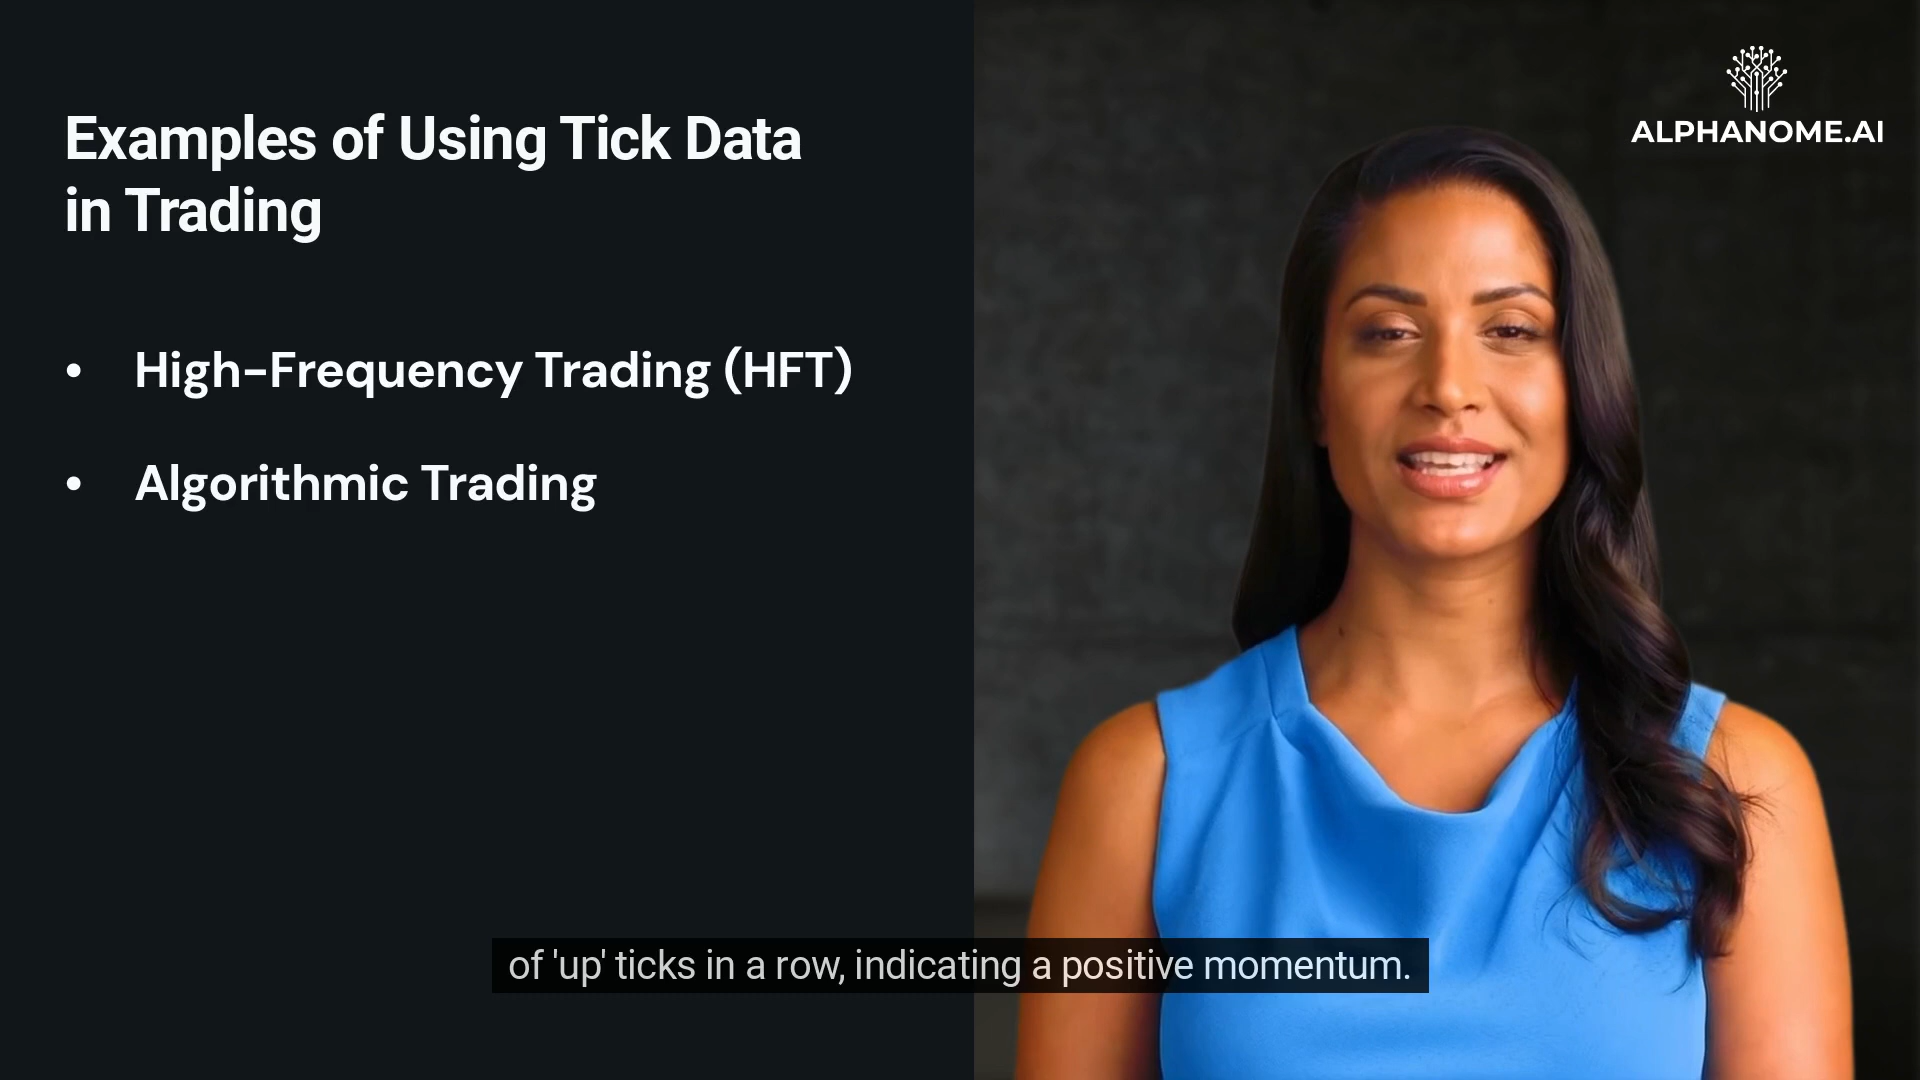 ALPHANOME.AI
Examples of Using Tick Data
in Trading
• High-Frequency Trading (HFT)
• Algorithmic Trading
of 'up' ticks in a row, indicating a positive momentum.